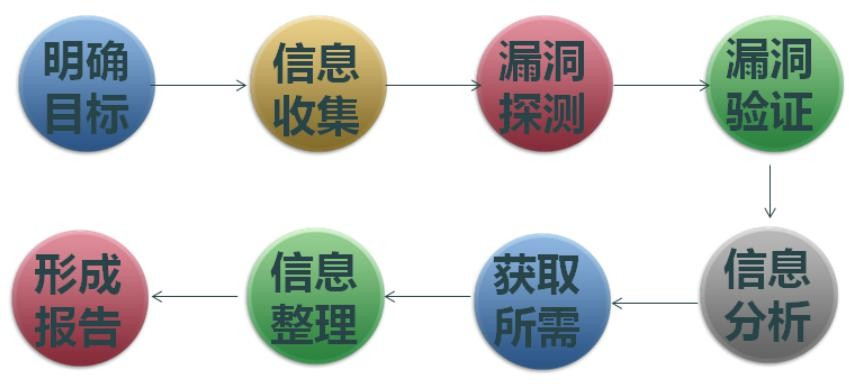 明确
目标
信息
收集
漏洞
探测
漏洞
验证
信息
分析
获取
所需
信息
整理
形成
报告